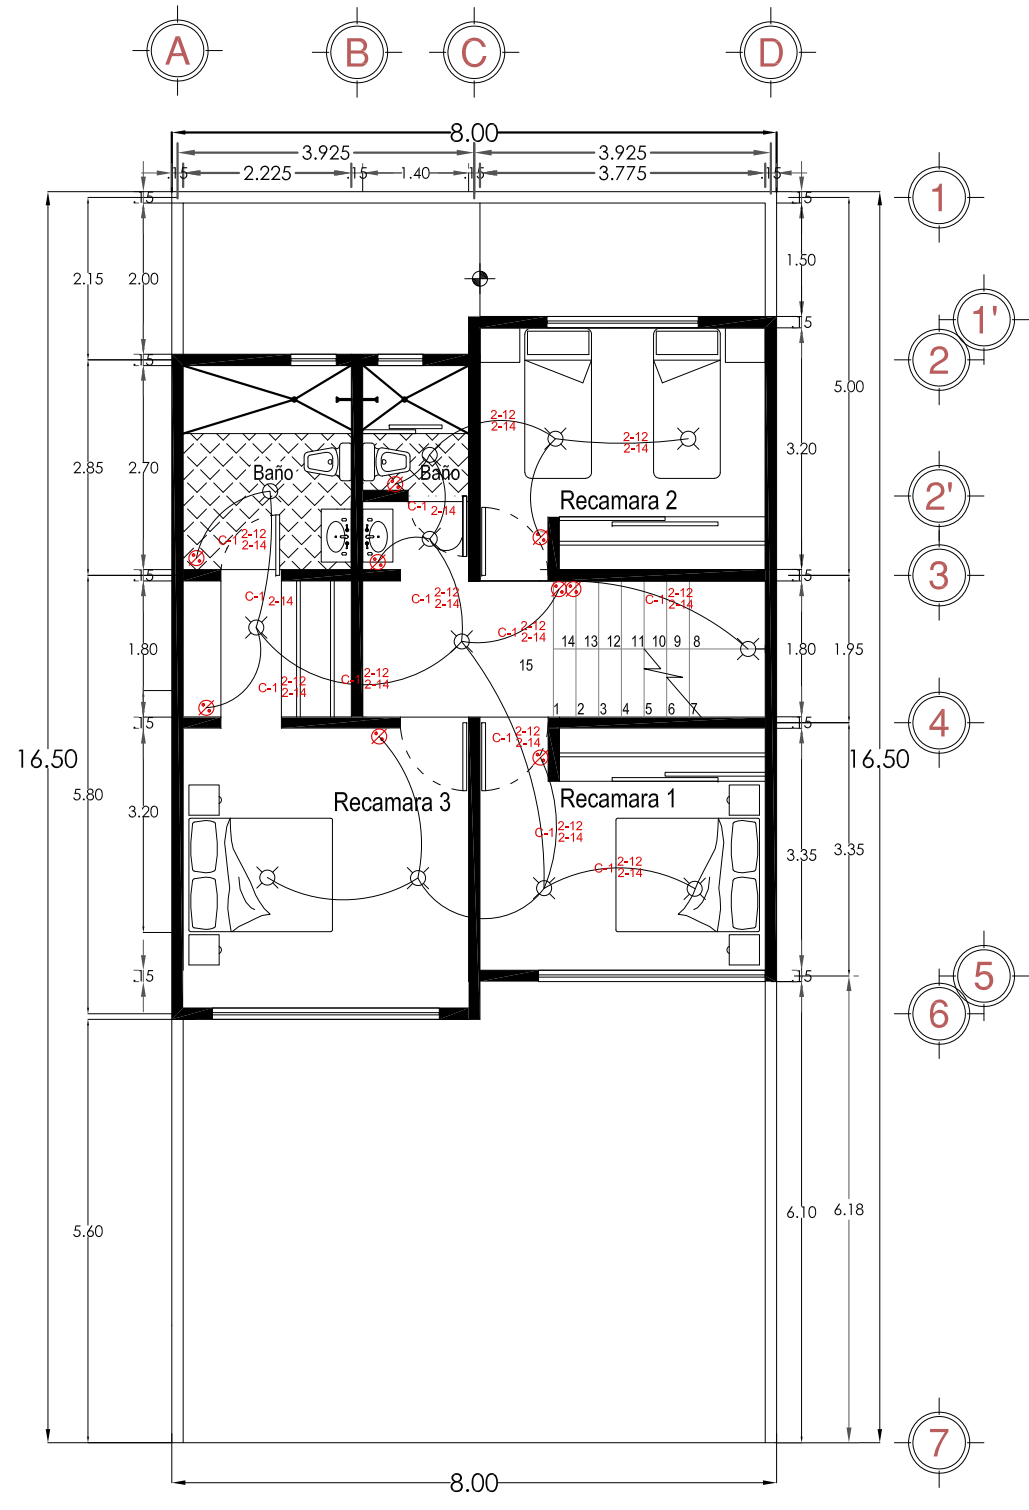 A B C D
8.00
3.925 3.925
.15 2.225 .15 1.40 .15 3.775 .15
.15 .15 1
2.15 2.00 1.50
1'
.15
.15 2
5.00
2-12
2-14
2-12
2-14
2.85 2.70 3.20
Baño Baño
Recamara 2
2'
C-1 2-14
C-1 2-12
2-14
.15 .15 3
C-1 2-14
C-1 2-12
2-14
C-1 2-12
2-14
C-1 2-12
2-14
14 13 12 11 10 9 8
1.80 1.80 1.95
15
C-1 2-12
2-14
C-1 2-12
2-14
1 2 3 4 5 6 7
.15 .15 4
C-1 2-12
2-14
16.50 16.50
5.80 3.20
Recamara 3 Recamara 1
C-1 2-12
2-14
3.35 3.35
C-1 2-12
2-14
.15 .15 5
6
5.60 6.10 6.18
7
8.00